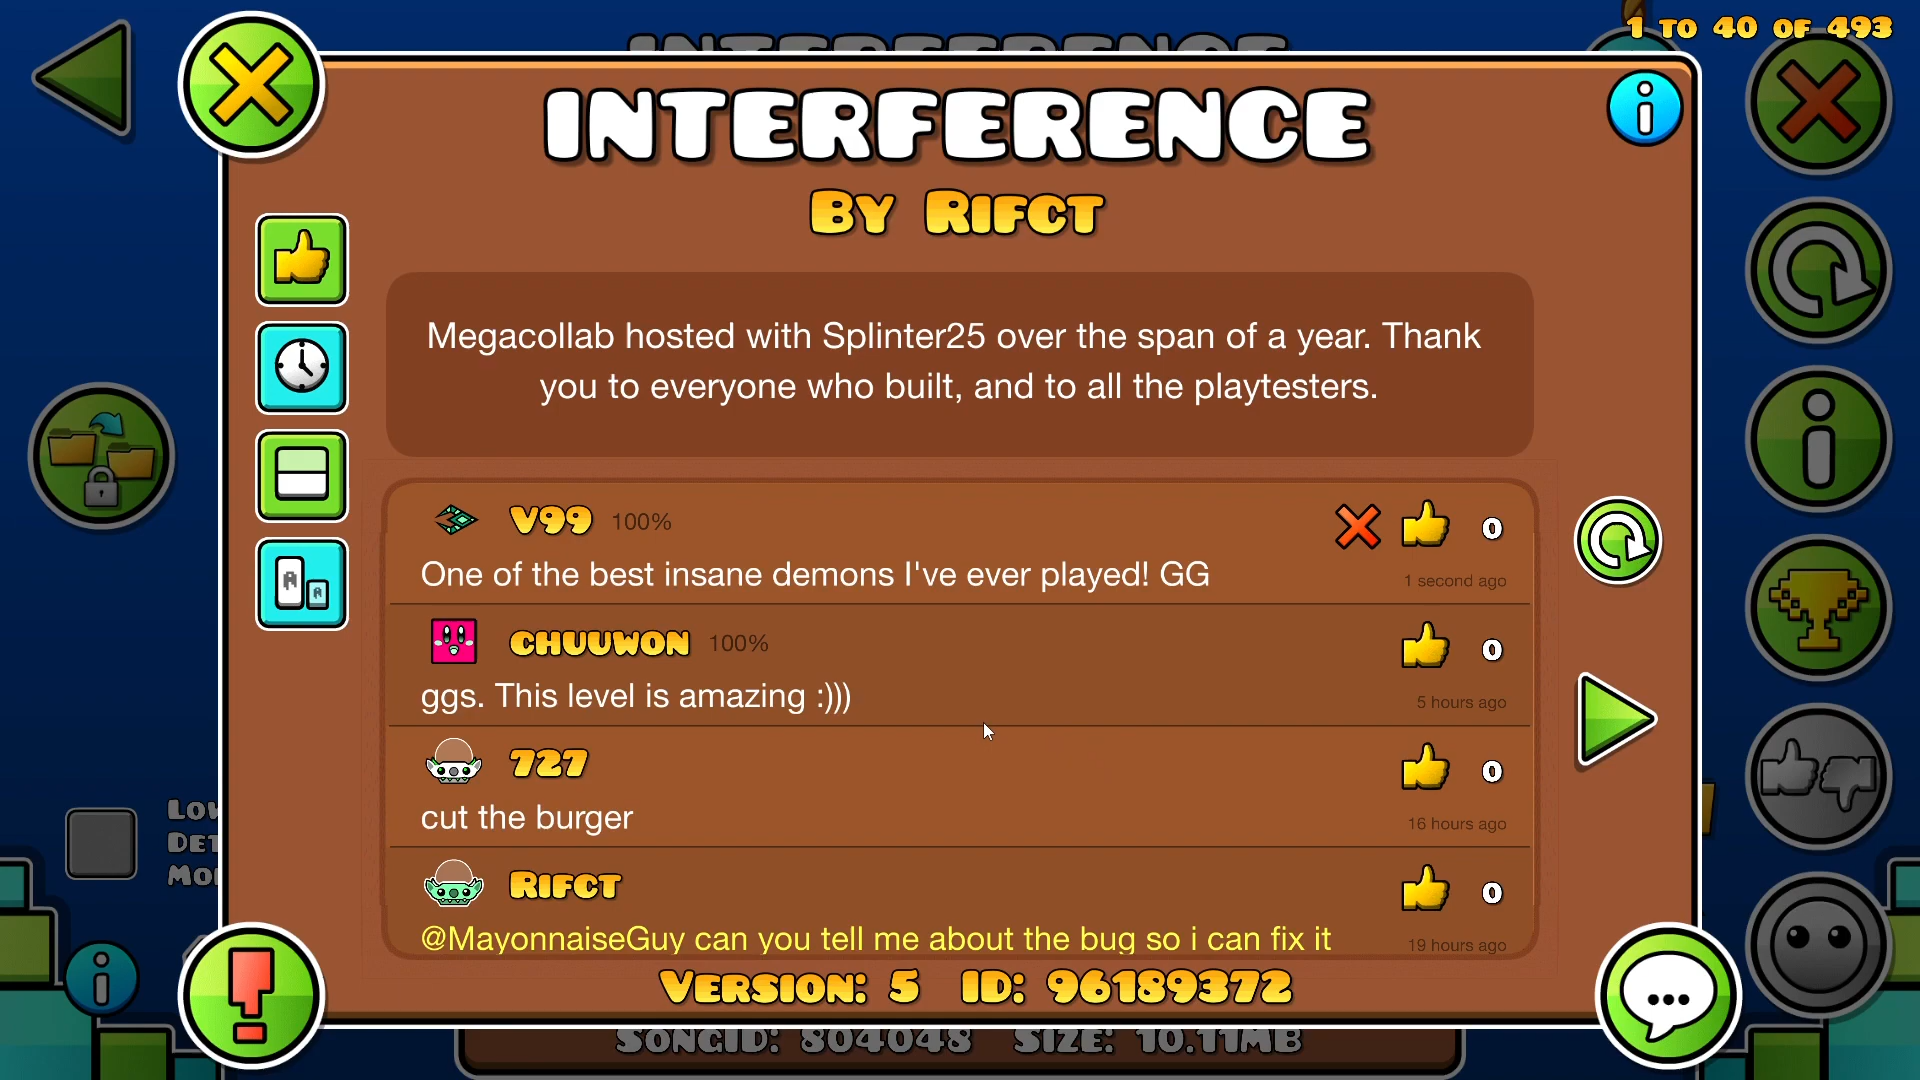 1 to 40 of 493
INTERFERENCE
By Rifct
Megacollab hosted with Splinter25 over the span of a year. Thank
you to everyone who built, and to all the playtesters.
V99 100%
0
One of the best insane demons I've ever played! GG
1 second ago
CHUUWON 100%
0
ggs. This level is amazing :)))
5 hours ago
727
0
cut the burger
16 hours ago
Rifct
0
@MayonnaiseGuy can you tell me about the bug so i can fix it
19 hours ago
Version: 5 ID: 96189372
SongID: 804048 Size: 10.11MB